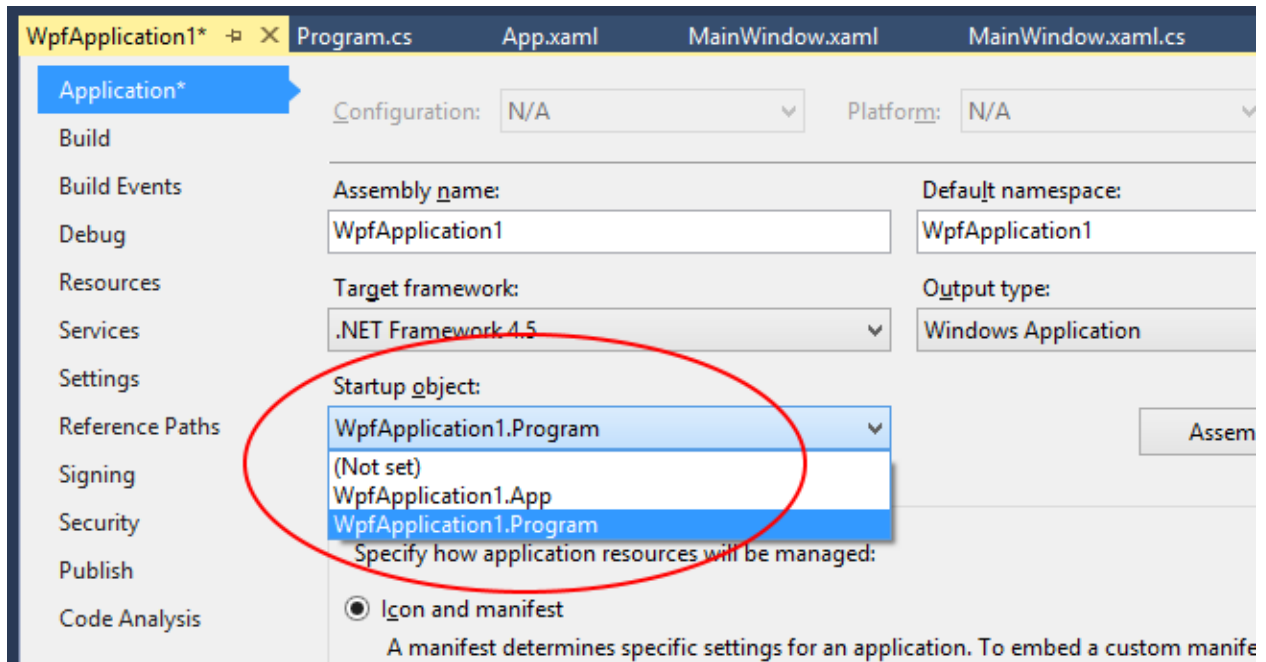 WpfApplication1* Program.cs App.xaml MainWindow.xaml MainWindow.xaml.cs
Application*
Build
Build Events
Debug
Resources
Services
Settings
Reference Paths
Signing
Security
Publish
Code Analysis
Configuration: N/A Platform: N/A
Assembly name: Default namespace:
WpfApplication1 WpfApplication1
Target framework: Output type:
.NET Framework 4.5 Windows Application
Startup object:
WpfApplication1.Program Assem
(Not set)
WpfApplication1.App
WpfApplication1.Program
Specify how application resources will be managed:
Icon and manifest
A manifest determines specific settings for an application. To embed a custom manife